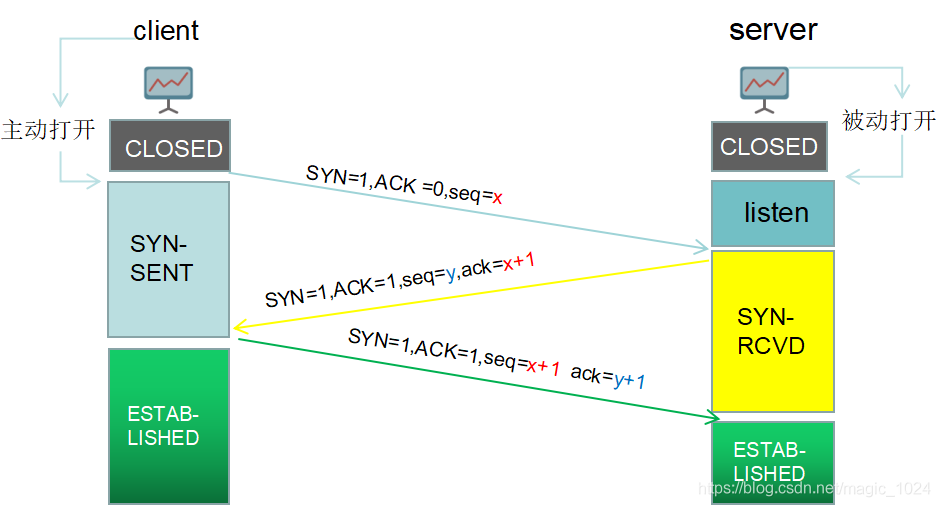 client
server
主动打开
被动打开
CLOSED
CLOSED
SYN=1,ACK =0,seq=x
listen
SYN-
SENT
SYN=1,ACK=1,seq=y,ack=x+1
SYN-
RCVD
SYN=1,ACK=1,seq=x+1 ack=y+1
ESTAB-
LISHED
ESTAB-
LISHED
https://blog.csdn.net/magic_1024